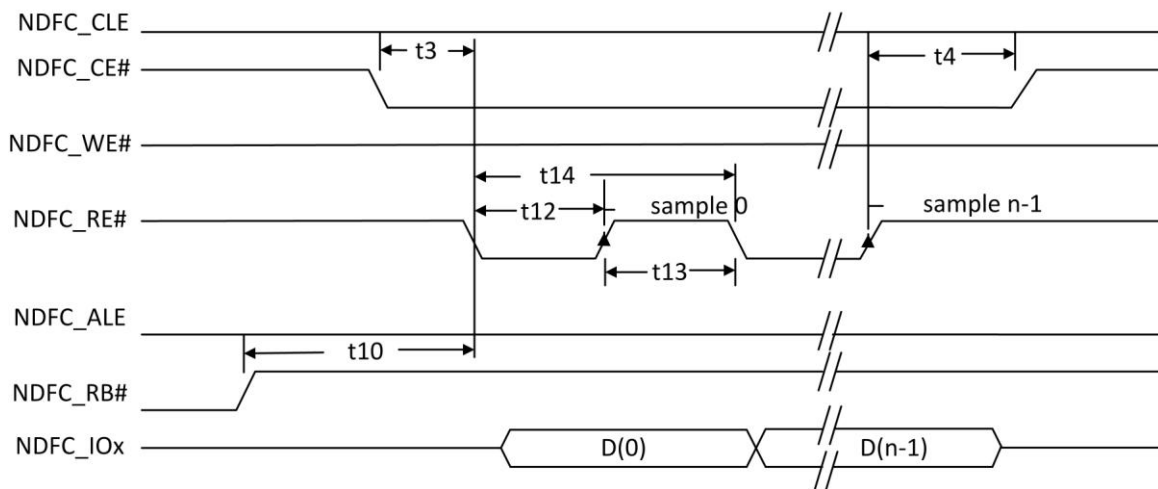 NDFC_CLE
t3
t4
NDFC_CE#
NDFC_WE#
t14
t12
sample 0
sample n-1
NDFC_RE#
t13
NDFC_ALE
t10
NDFC_RB#
NDFC_IOx
D(0)
D(n-1)